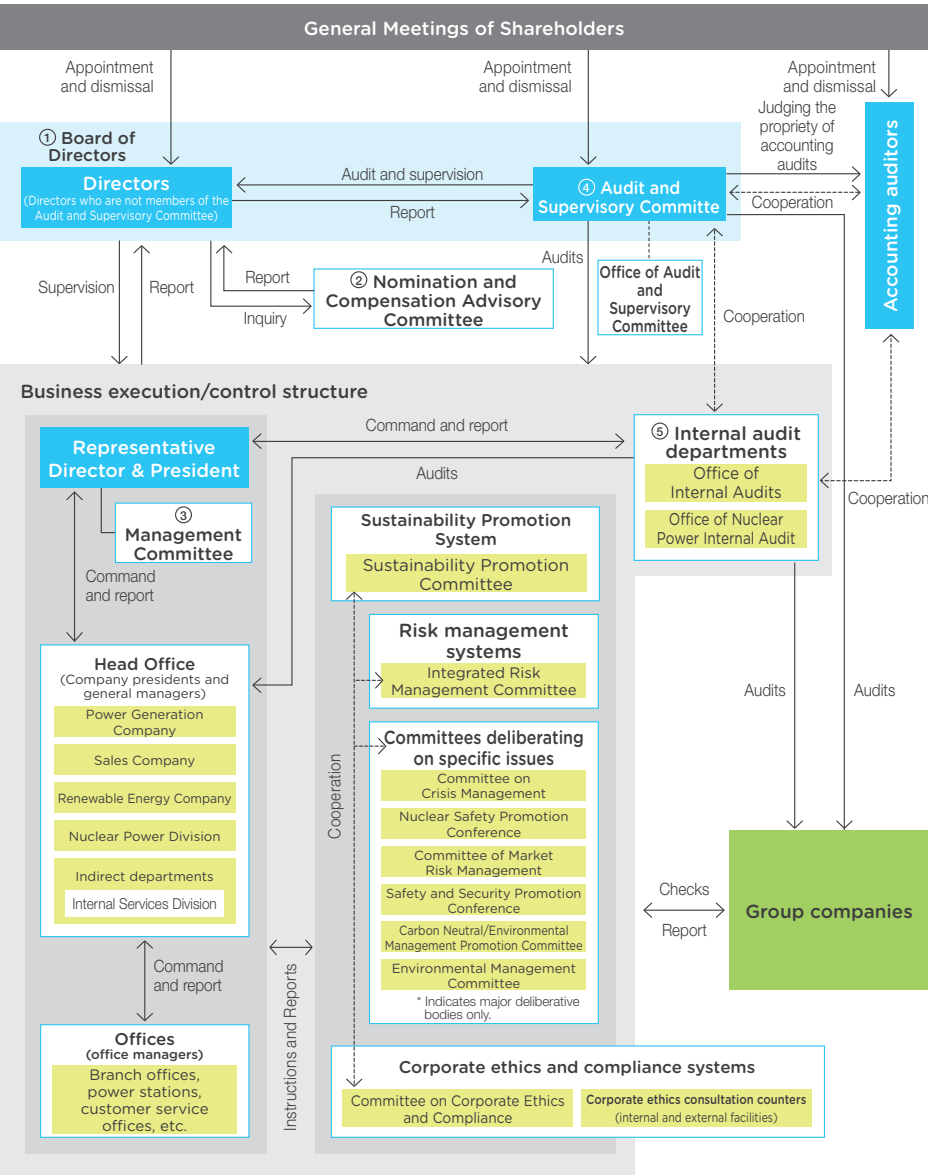 General Meetings of Shareholders
Appointment
and dismissal
Appointment
and dismissal
Appointment
and dismissal
① Board of
Directors
Directors
(Directors who are not members of the
Audit and Supervisory Committee)
Audit and supervision
Report
④ Audit and
Supervisory Committe
Judging the
propriety of
accounting
audits
Cooperation
Accounting auditors
Supervision
Report
Report
Inquiry
② Nomination and
Compensation Advisory
Committee
Audits
Office of Audit
and
Supervisory
Committee
Cooperation
Business execution/control structure
Representative
Director & President
Command and report
Audits
⑤ Internal audit
departments
Office of
Internal Audits
Office of Nuclear
Power Internal Audit
Cooperation
③
Management
Committee
Command
and report
Sustainability Promotion
System
Sustainability Promotion
Committee
Risk management
systems
Integrated Risk
Management Committee
Head Office
(Company presidents and
general managers)
Power Generation
Company
Sales Company
Renewable Energy Company
Nuclear Power Division
Indirect departments
Internal Services Division
Cooperation
Committees deliberating
on specific issues
Committee on
Crisis Management
Nuclear Safety Promotion
Conference
Committee of Market
Risk Management
Safety and Security Promotion
Conference
Carbon Neutral/Environmental
Management Promotion Committee
Environmental Management
Committee
* Indicates major deliberative
bodies only.
Audits
Audits
Checks
Report
Group companies
Command
and report
Instructions and Reports
Offices
(office managers)
Branch offices,
power stations,
customer service
offices, etc.
Corporate ethics and compliance systems
Committee on Corporate Ethics
and Compliance
Corporate ethics consultation counters
(internal and external facilities)